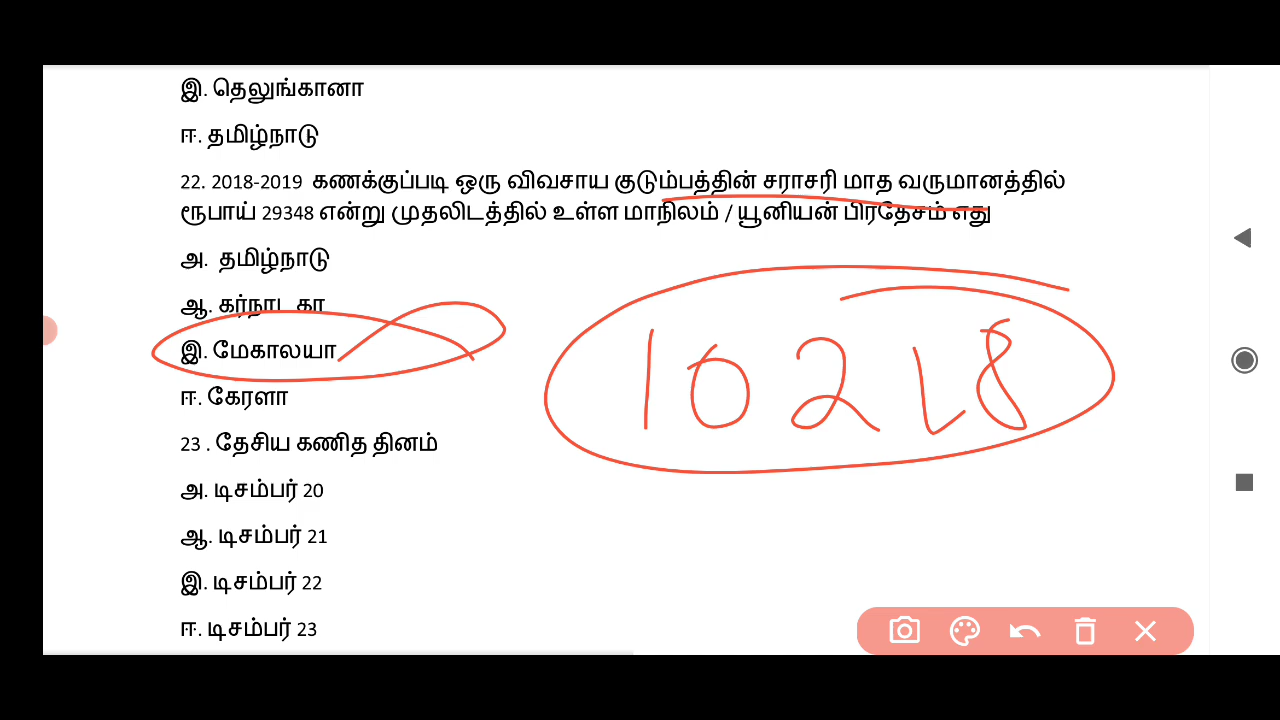 இ. தெலுங்கானா
ஈ. தமிழ்நாடு
22. 2018-2019 கணக்குப்படி ஒரு விவசாய குடும்பத்தின் சராசரி மாத வருமானத்தில்
ரூபாய் 29348 என்று முதலிடத்தில் உள்ள மாநிலம் / யூனியன் பிரதேசம் எது
அ. தமிழ்நாடு
ஆ. கர்நாடகா
இ. மேகாலயா
ஈ. கேரளா
10218
23 . தேசிய கணித தினம்
அ. டிசம்பர் 20
ஆ. டிசம்பர் 21
இ. டிசம்பர் 22
ஈ. டிசம்பர் 23